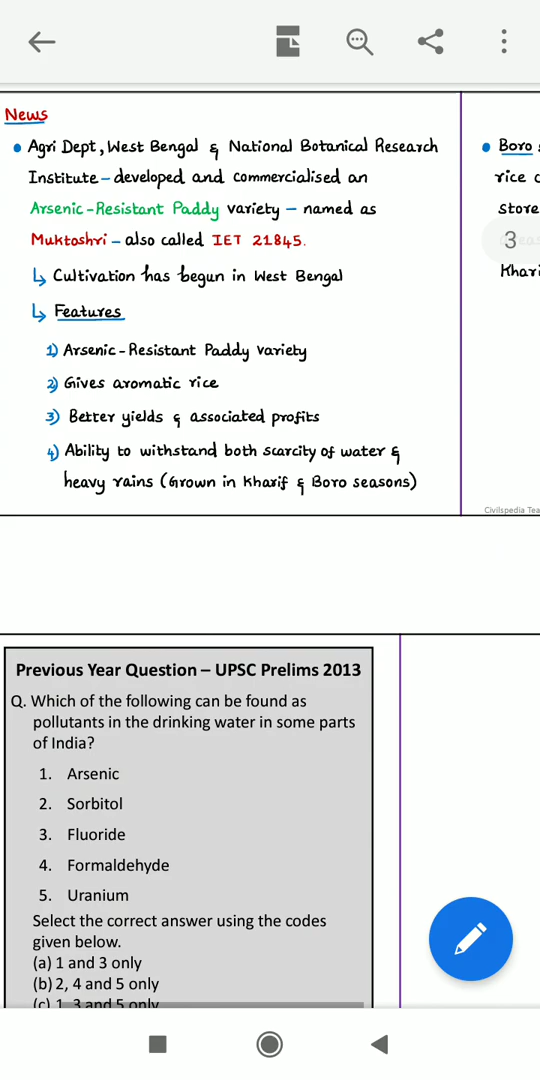 News
• Agri Dept, West Bengal & National Botanical Research
Institute – developed and commercialised an
Arsenic-Resistant Paddy variety – named as
Muktoshri – also called IET 21845.
↳ Cultivation has begun in West Bengal
↳ Features
1) Arsenic-Resistant Paddy variety
2) Gives aromatic rice
3) Better yields & associated profits
4) Ability to withstand both scarcity of water &
heavy rains (Grown in Kharif & Boro seasons)
• Boro
rice
store
3
Khari
Civilspedia Tea
Previous Year Question – UPSC Prelims 2013
Q. Which of the following can be found as
pollutants in the drinking water in some parts
of India?
1. Arsenic
2. Sorbitol
3. Fluoride
4. Formaldehyde
5. Uranium
Select the correct answer using the codes
given below.
(a) 1 and 3 only
(b) 2, 4 and 5 only
(c) 1, 3 and 5 only